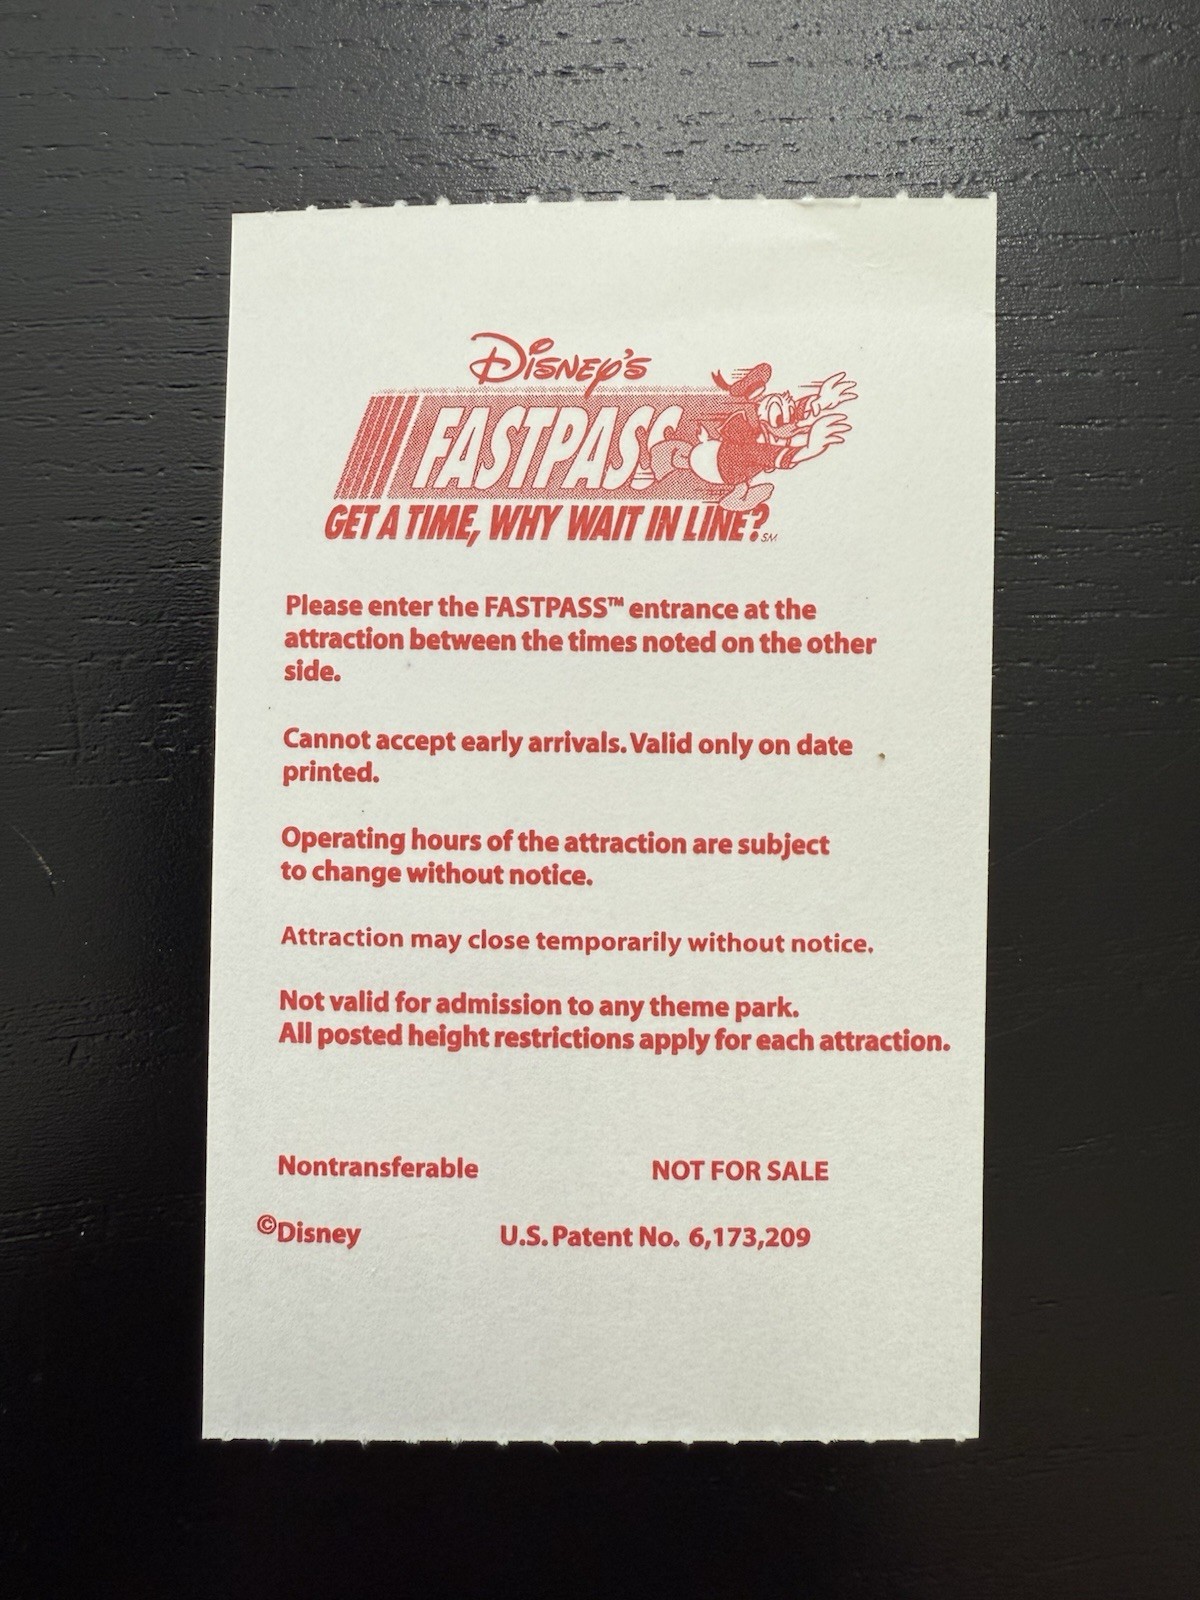 Disney's
FASTPASS
GET A TIME, WHY WAIT IN LINE?SM
Please enter the FASTPASS™ entrance at the
attraction between the times noted on the other
side.
Cannot accept early arrivals. Valid only on date
printed.
Operating hours of the attraction are subject
to change without notice.
Attraction may close temporarily without notice.
Not valid for admission to any theme park.
All posted height restrictions apply for each attraction.
Nontransferable NOT FOR SALE
©Disney U.S. Patent No. 6,173,209